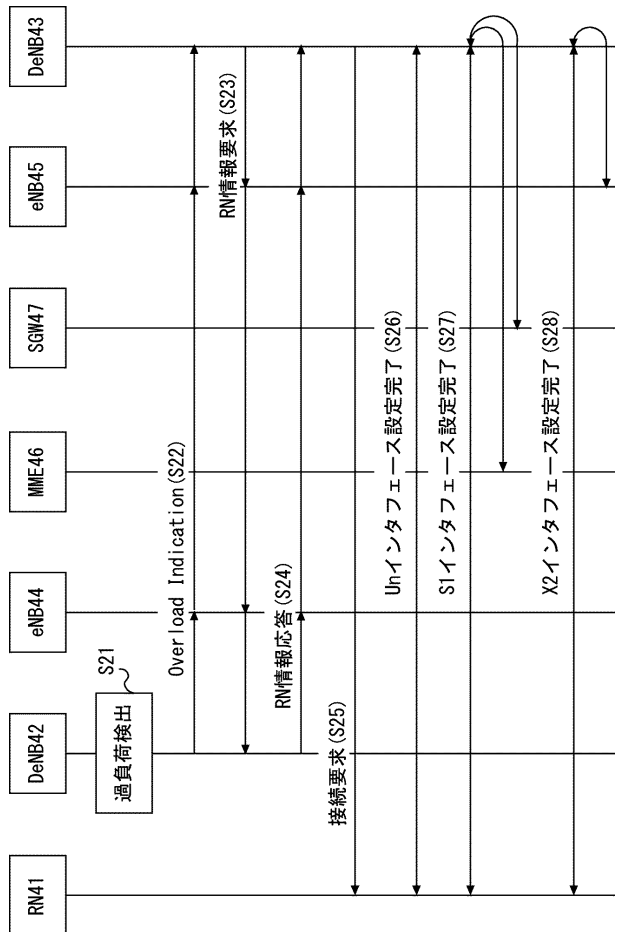 RN41
DeNB42
eNB44
MME46
SGW47
eNB45
DeNB43
S21
過負荷検出
Overload Indication(S22)
RN情報要求(S23)
RN情報応答(S24)
接続要求(S25)
Unインタフェース設定完了(S26)
S1インタフェース設定完了(S27)
X2インタフェース設定完了(S28)